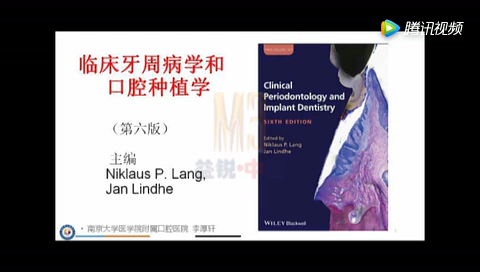 腾讯视频
临床牙周病学和
口腔种植学
（第六版）
主编
Niklaus P. Lang,
Jan Lindhe
Clinical
Periodontology and
Implant Dentistry
SIXTH EDITION
Edited by
Niklaus P. Lang
Jan Lindhe
WILEY Blackwell
• 南京大学医学院附属口腔医院 李厚轩